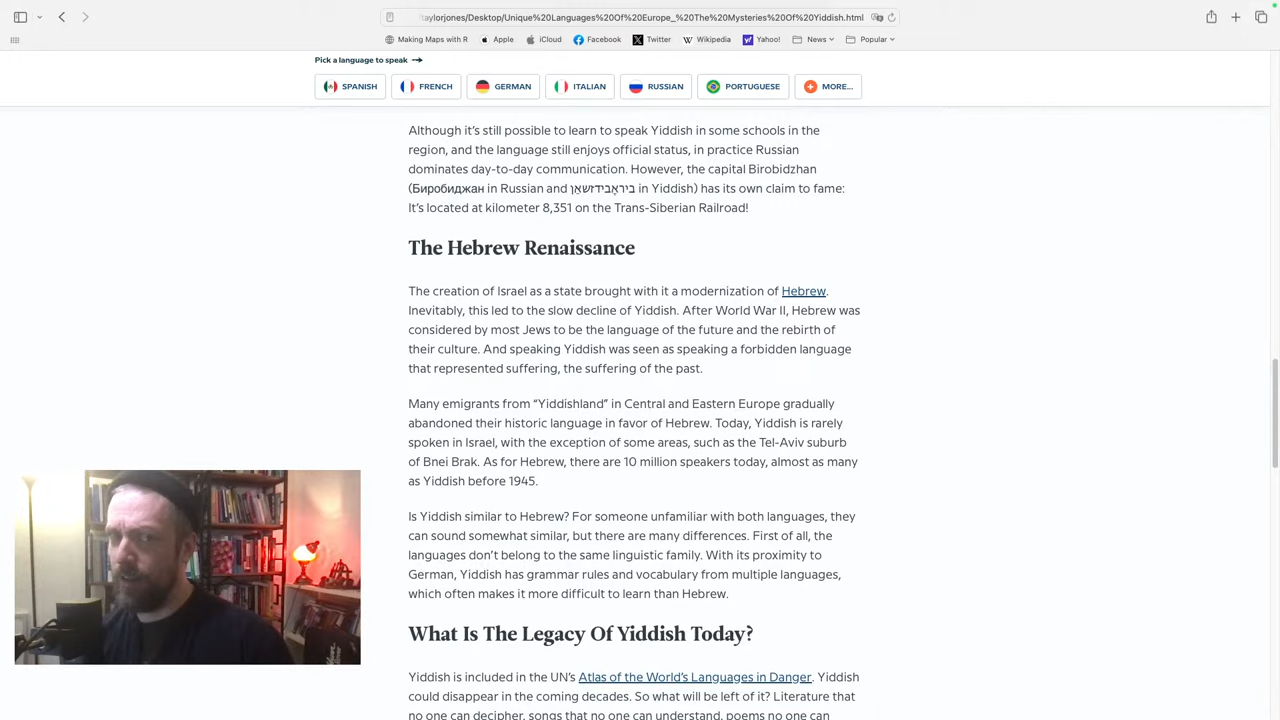 taylorjones/Desktop/Unique%20Languages%20Of%20Europe_%20The%20Mysteries%20Of%20Yiddish.html
Making Maps with R Apple iCloud Facebook Twitter Wikipedia Yahoo! News Popular
Pick a language to speak
SPANISH FRENCH GERMAN ITALIAN RUSSIAN PORTUGUESE MORE...
Although it’s still possible to learn to speak Yiddish in some schools in the
region, and the language still enjoys official status, in practice Russian
dominates day-to-day communication. However, the capital Birobidzhan
(Биробиджан in Russian and ביראָבידזשאַן in Yiddish) has its own claim to fame:
It’s located at kilometer 8,351 on the Trans-Siberian Railroad!
The Hebrew Renaissance
The creation of Israel as a state brought with it a modernization of Hebrew.
Inevitably, this led to the slow decline of Yiddish. After World War II, Hebrew was
considered by most Jews to be the language of the future and the rebirth of
their culture. And speaking Yiddish was seen as speaking a forbidden language
that represented suffering, the suffering of the past.
Many emigrants from “Yiddishland” in Central and Eastern Europe gradually
abandoned their historic language in favor of Hebrew. Today, Yiddish is rarely
spoken in Israel, with the exception of some areas, such as the Tel-Aviv suburb
of Bnei Brak. As for Hebrew, there are 10 million speakers today, almost as many
as Yiddish before 1945.
Is Yiddish similar to Hebrew? For someone unfamiliar with both languages, they
can sound somewhat similar, but there are many differences. First of all, the
languages don’t belong to the same linguistic family. With its proximity to
German, Yiddish has grammar rules and vocabulary from multiple languages,
which often makes it more difficult to learn than Hebrew.
What Is The Legacy Of Yiddish Today?
Yiddish is included in the UN’s Atlas of the World’s Languages in Danger. Yiddish
could disappear in the coming decades. So what will be left of it? Literature that
no one can decipher, songs that no one can understand, poems no one can